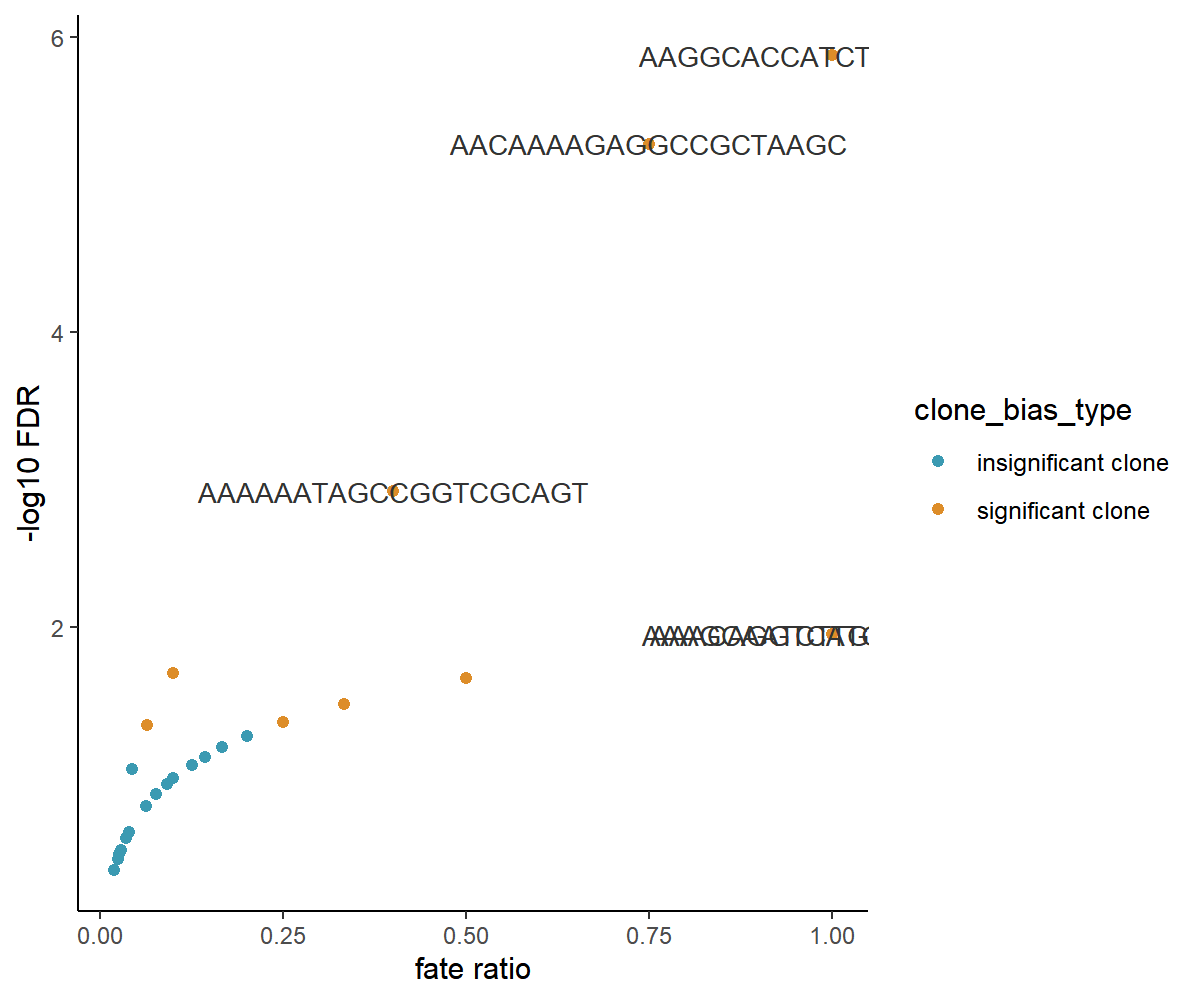 6
AAGGCACCATCT
AACAAAAGAGGCCGCTAAGC
4
-log10 FDR
clone_bias_type
insignificant clone
significant clone
AAAAAATAGCCGGTCGCAGT
2
0.00
0.25
0.50
0.75
1.00
fate ratio